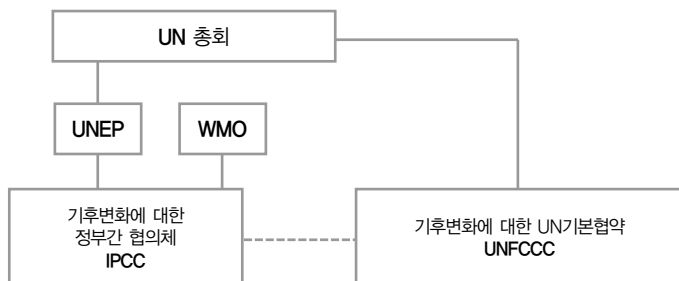 UN 총회
UNEP
WMO
기후변화에 대한
정부간 협의체
IPCC
기후변화에 대한 UN기본협약
UNFCCC